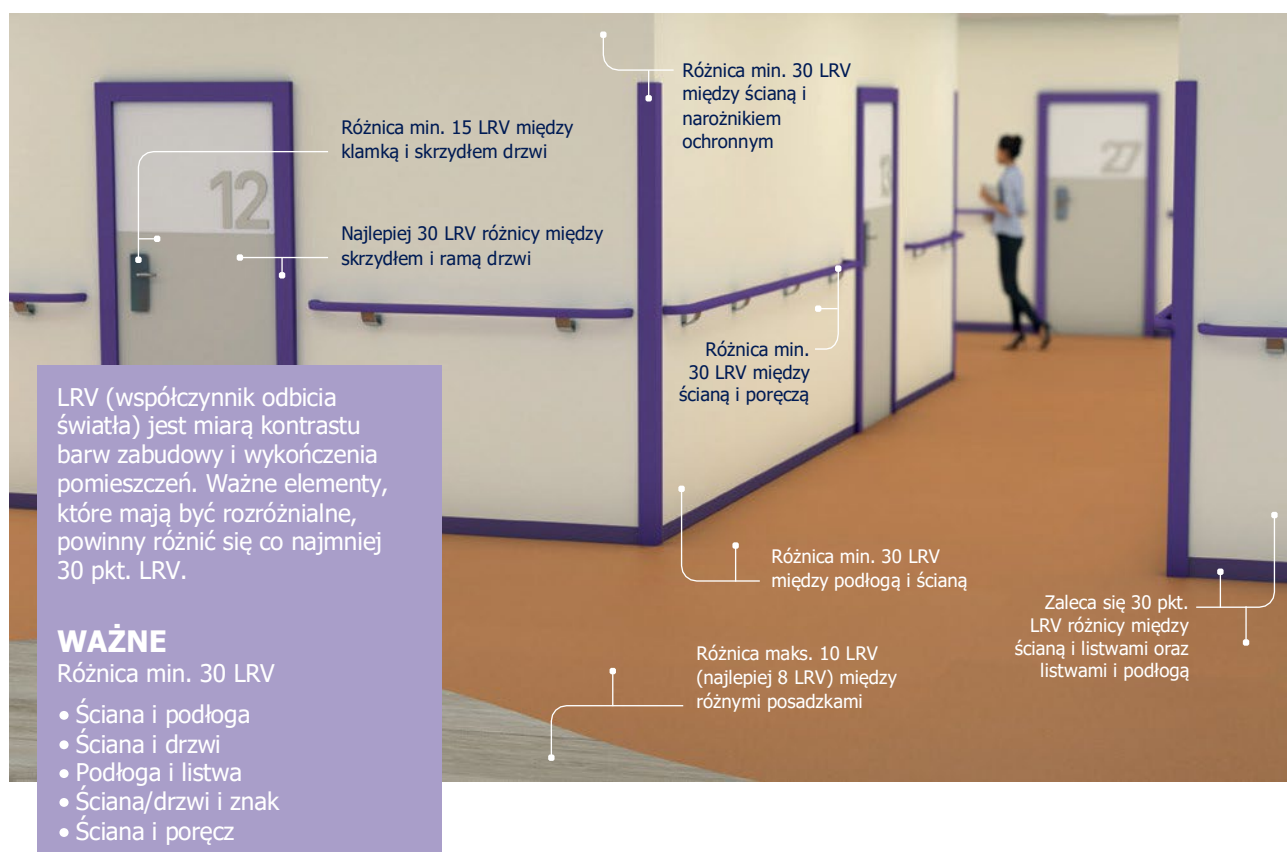 Różnica min. 30 LRV
między ścianą i
narożnikiem
ochronnym
Różnica min. 15 LRV między
klamką i skrzydłem drzwi
12
27
Najlepiej 30 LRV różnicy między
skrzydłem i ramą drzwi
Różnica min.
30 LRV między
ścianą i poręczą
LRV (współczynnik odbicia
światła) jest miarą kontrastu
barw zabudowy i wykończenia
pomieszczeń. Ważne elementy,
które mają być rozróżnialne,
powinny różnić się co najmniej
30 pkt. LRV.
WAŻNE
Różnica min. 30 LRV
• Ściana i podłoga
• Ściana i drzwi
• Podłoga i listwa
• Ściana/drzwi i znak
• Ściana i poręcz
Różnica min. 30 LRV
między podłogą i ścianą
Zaleca się 30 pkt.
LRV różnicy między
ścianą i listwami oraz
listwami i podłogą
Różnica maks. 10 LRV
(najlepiej 8 LRV) między
różnymi posadzkami